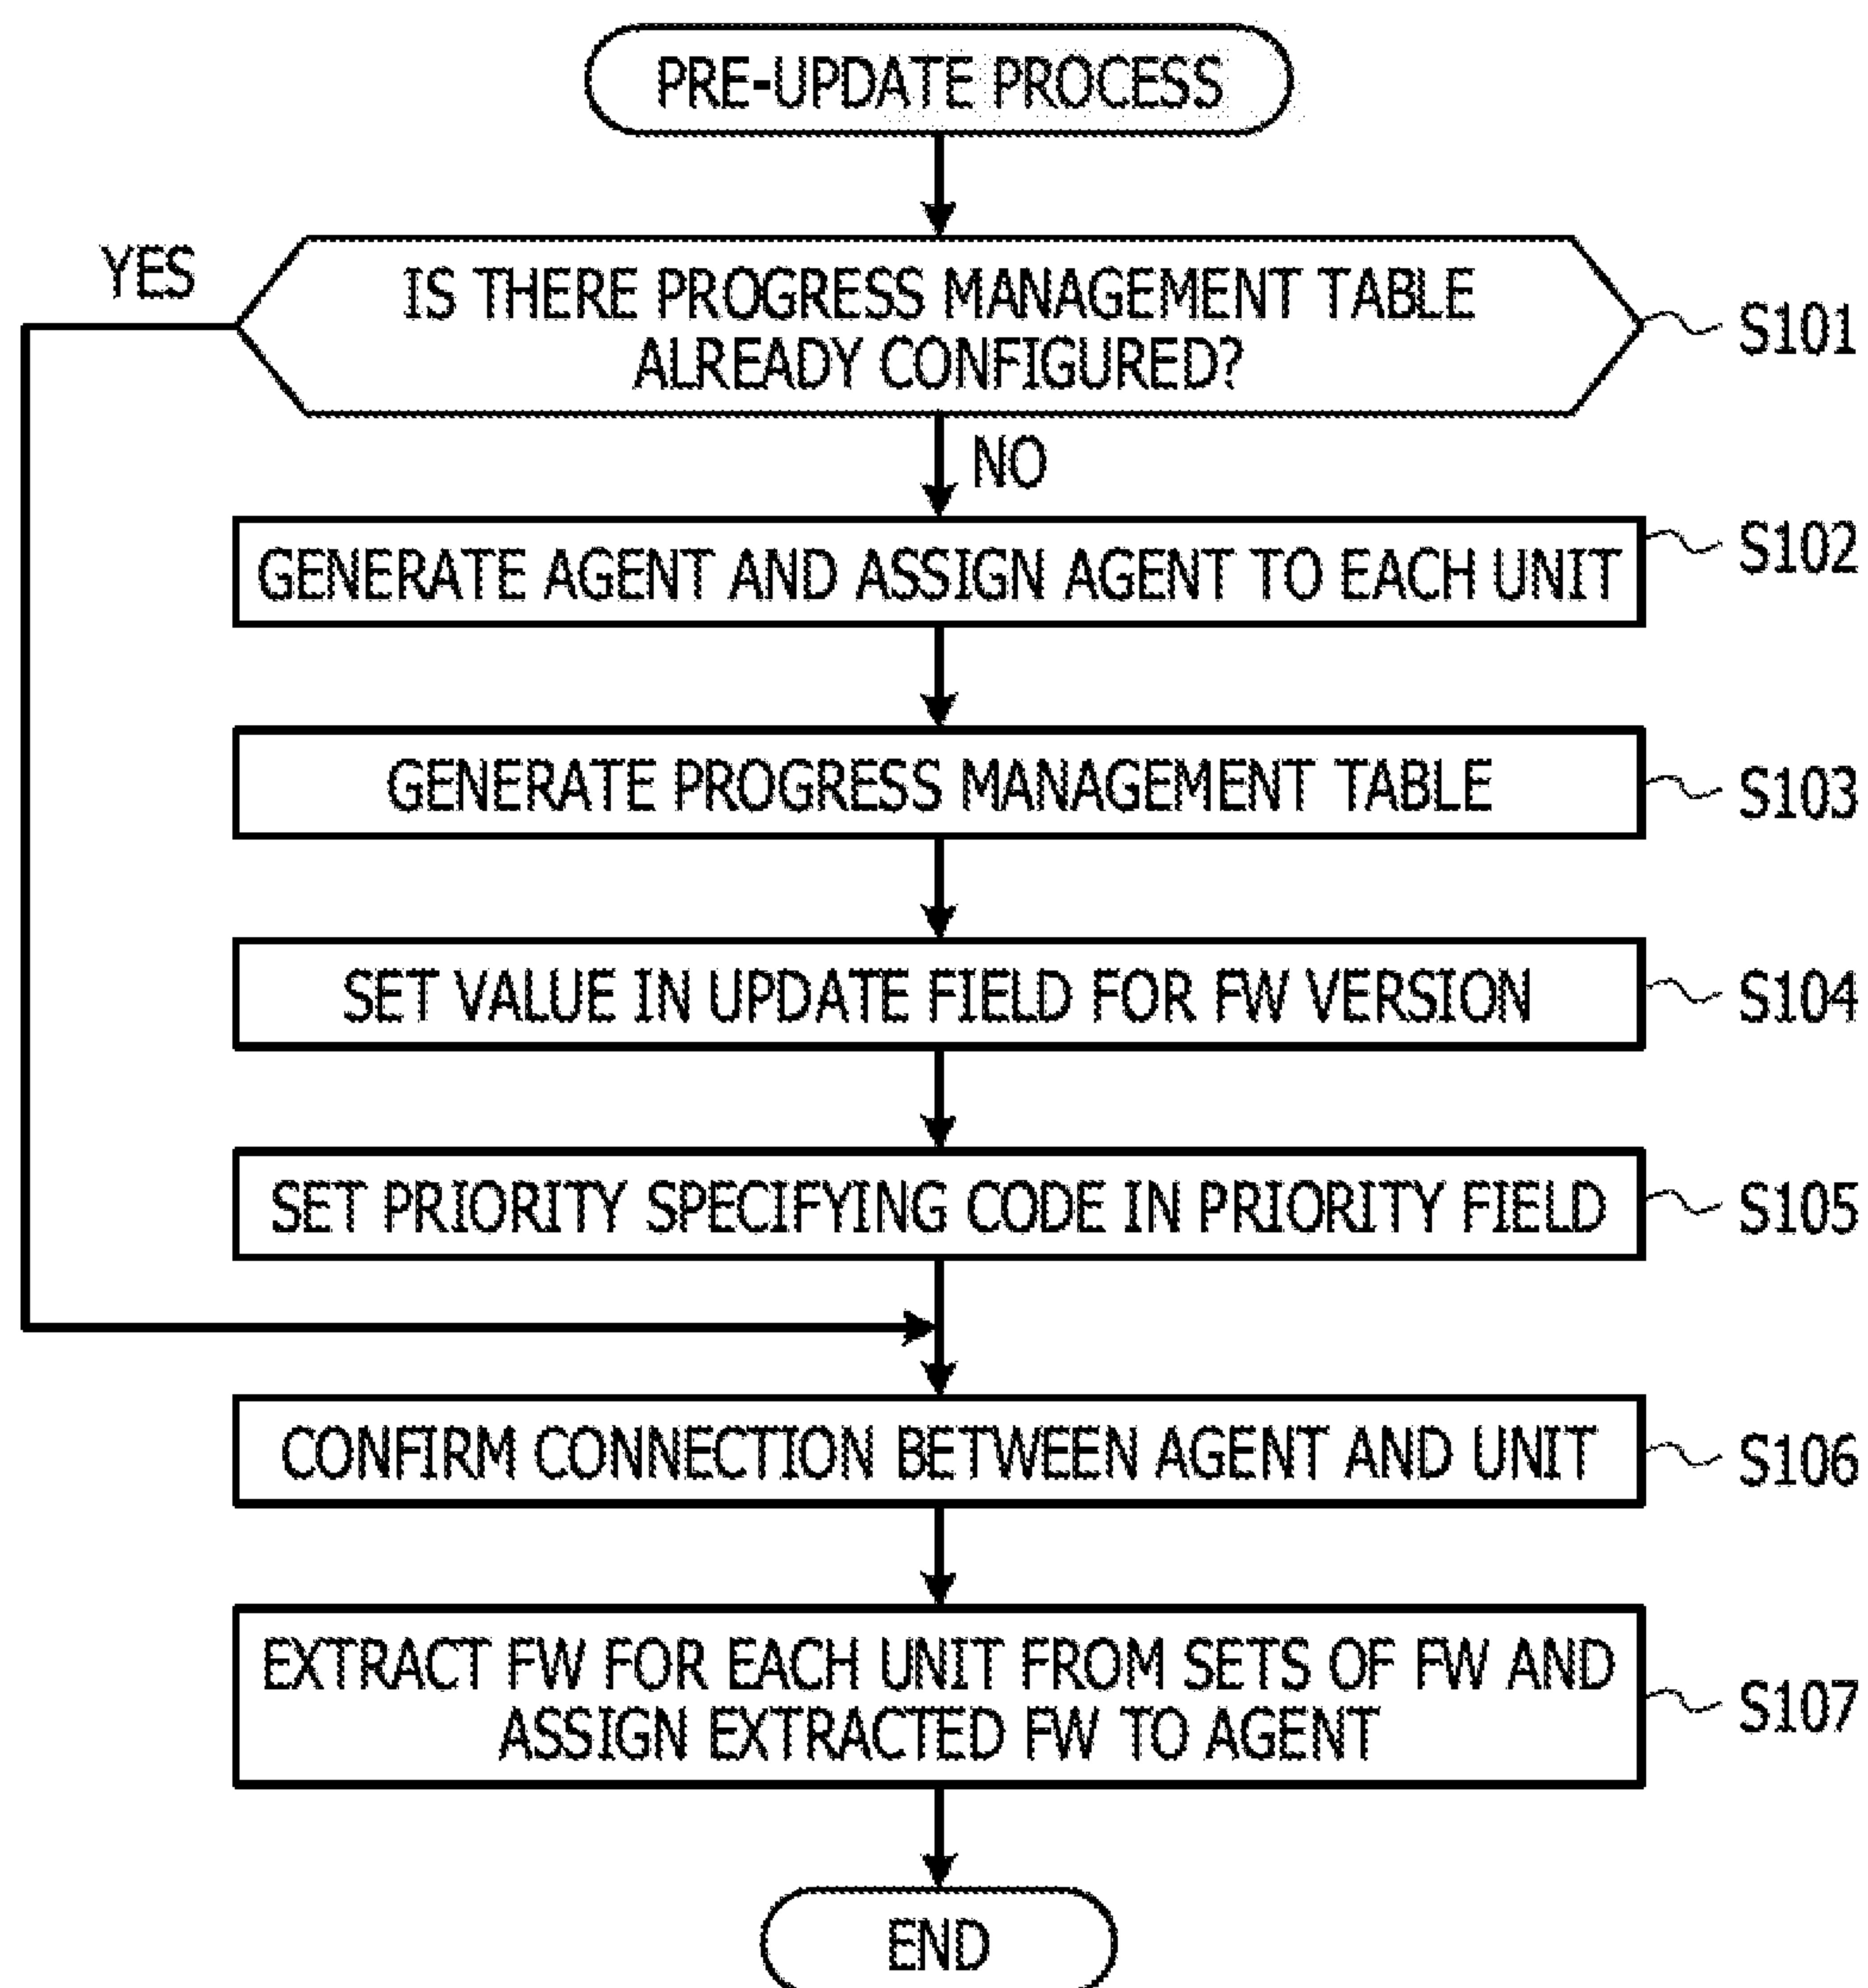 PRE-UPDATE PROCESS
YES
IS THERE PROGRESS MANAGEMENT TABLE
ALREADY CONFIGURED?
S101
NO
GENERATE AGENT AND ASSIGN AGENT TO EACH UNIT
S102
GENERATE PROGRESS MANAGEMENT TABLE
S103
SET VALUE IN UPDATE FIELD FOR FW VERSION
S104
SET PRIORITY SPECIFYING CODE IN PRIORITY FIELD
S105
CONFIRM CONNECTION BETWEEN AGENT AND UNIT
S106
EXTRACT FW FOR EACH UNIT FROM SETS OF FW AND
ASSIGN EXTRACTED FW TO AGENT
S107
END